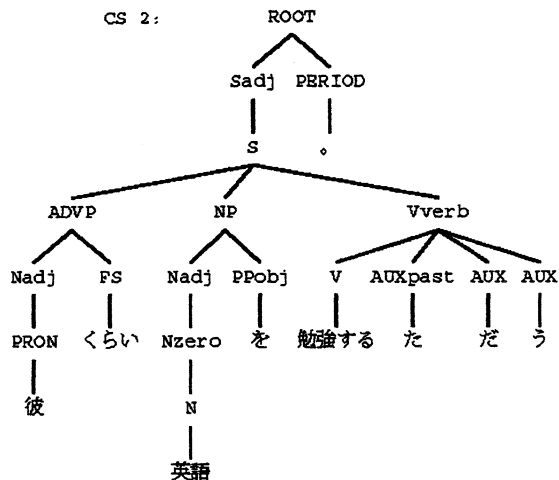 CS 2: ROOT
Sadj PERIOD
S 。
ADVP NP Vverb
Nadj FS Nadj PPobj V AUXpast AUX AUX
PRON くらい Nzero を 勉強する た だ う
彼 N
英語